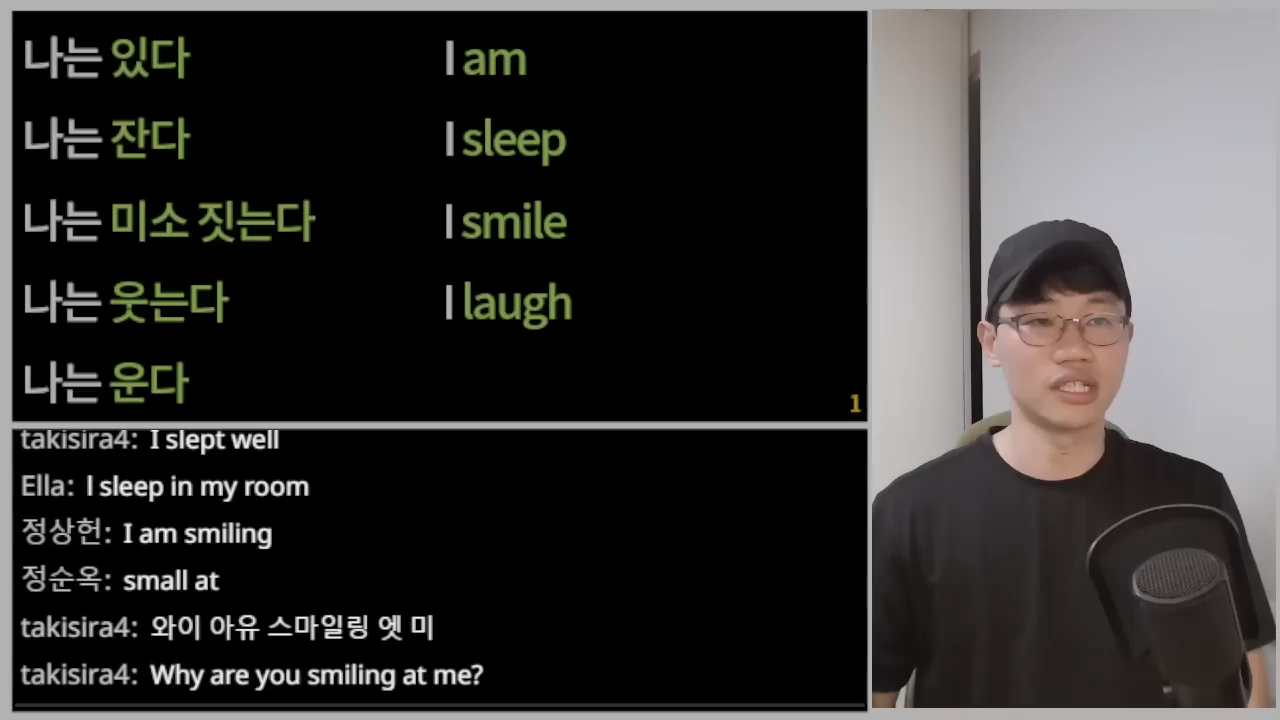 나는 있다 I am
나는 잔다 I sleep
나는 미소 짓는다 I smile
나는 웃는다 I laugh
나는 운다
1
takisira4: I slept well
Ella: I sleep in my room
정상헌: I am smiling
정순옥: small at
takisira4: 와이 아유 스마일링 엣 미
takisira4: Why are you smiling at me?